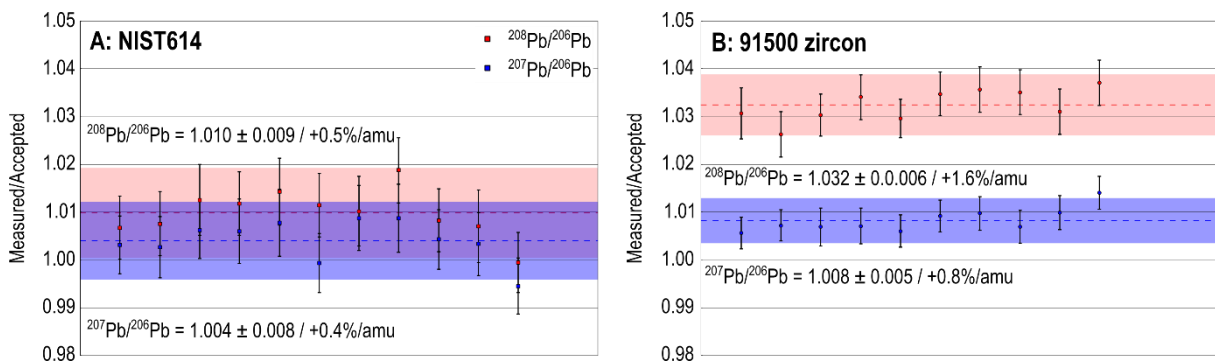 A: NIST614
²⁰⁸Pb/²⁰⁶Pb
²⁰⁷Pb/²⁰⁶Pb
Measured/Accepted
1.05
1.04
1.03
1.02
1.01
1.00
0.99
0.98
²⁰⁸Pb/²⁰⁶Pb = 1.010 ± 0.009 / +0.5%/amu
²⁰⁷Pb/²⁰⁶Pb = 1.004 ± 0.008 / +0.4%/amu
B: 91500 zircon
Measured/Accepted
1.05
1.04
1.03
1.02
1.01
1.00
0.99
0.98
²⁰⁸Pb/²⁰⁶Pb = 1.032 ± 0.0.006 / +1.6%/amu
²⁰⁷Pb/²⁰⁶Pb = 1.008 ± 0.005 / +0.8%/amu